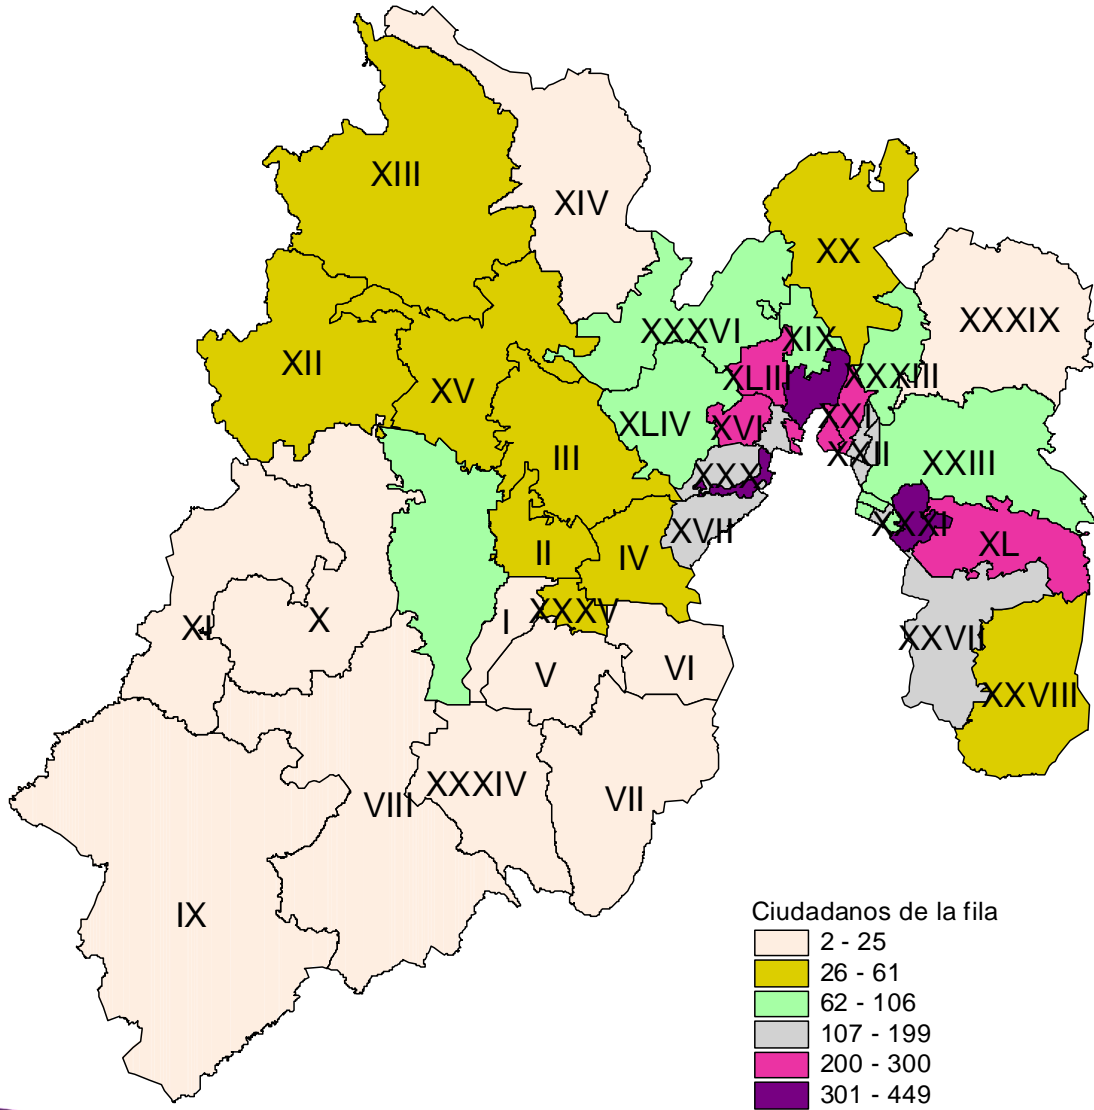 XIII
XIV
XX
XXXIX
XXXVI
XIX
XII
XV
XLIII
XXXIII
XLIV
XVI
XXI
III
XXII
XXIII
XXX
XXXI
XVII
XL
II
IV
XXXV
I
X
XI
XXVII
V
VI
XXVIII
XXXIV
VIII
VII
IX
Ciudadanos de la fila
2 - 25
26 - 61
62 - 106
107 - 199
200 - 300
301 - 449